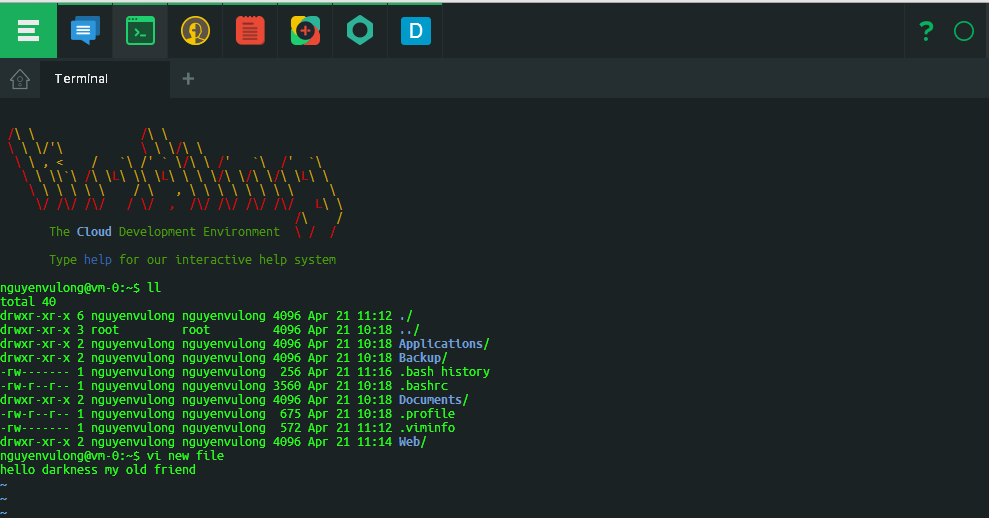 D
?
Terminal
+
The Cloud Development Environment
Type help for our interactive help system
nguyenvulong@vm-0:~$ ll
total 40
drwxr-xr-x 6 nguyenvulong nguyenvulong 4096 Apr 21 11:12 ./
drwxr-xr-x 3 root         root         4096 Apr 21 10:18 ../
drwxr-xr-x 2 nguyenvulong nguyenvulong 4096 Apr 21 10:18 Applications/
drwxr-xr-x 2 nguyenvulong nguyenvulong 4096 Apr 21 10:18 Backup/
-rw------- 1 nguyenvulong nguyenvulong  256 Apr 21 11:16 .bash history
-rw-r--r-- 1 nguyenvulong nguyenvulong 3560 Apr 21 10:18 .bashrc
drwxr-xr-x 2 nguyenvulong nguyenvulong 4096 Apr 21 10:18 Documents/
-rw-r--r-- 1 nguyenvulong nguyenvulong  675 Apr 21 10:18 .profile
-rw------- 1 nguyenvulong nguyenvulong  572 Apr 21 11:12 .viminfo
drwxr-xr-x 2 nguyenvulong nguyenvulong 4096 Apr 21 11:14 Web/
nguyenvulong@vm-0:~$ vi new file
hello darkness my old friend
~
~
~